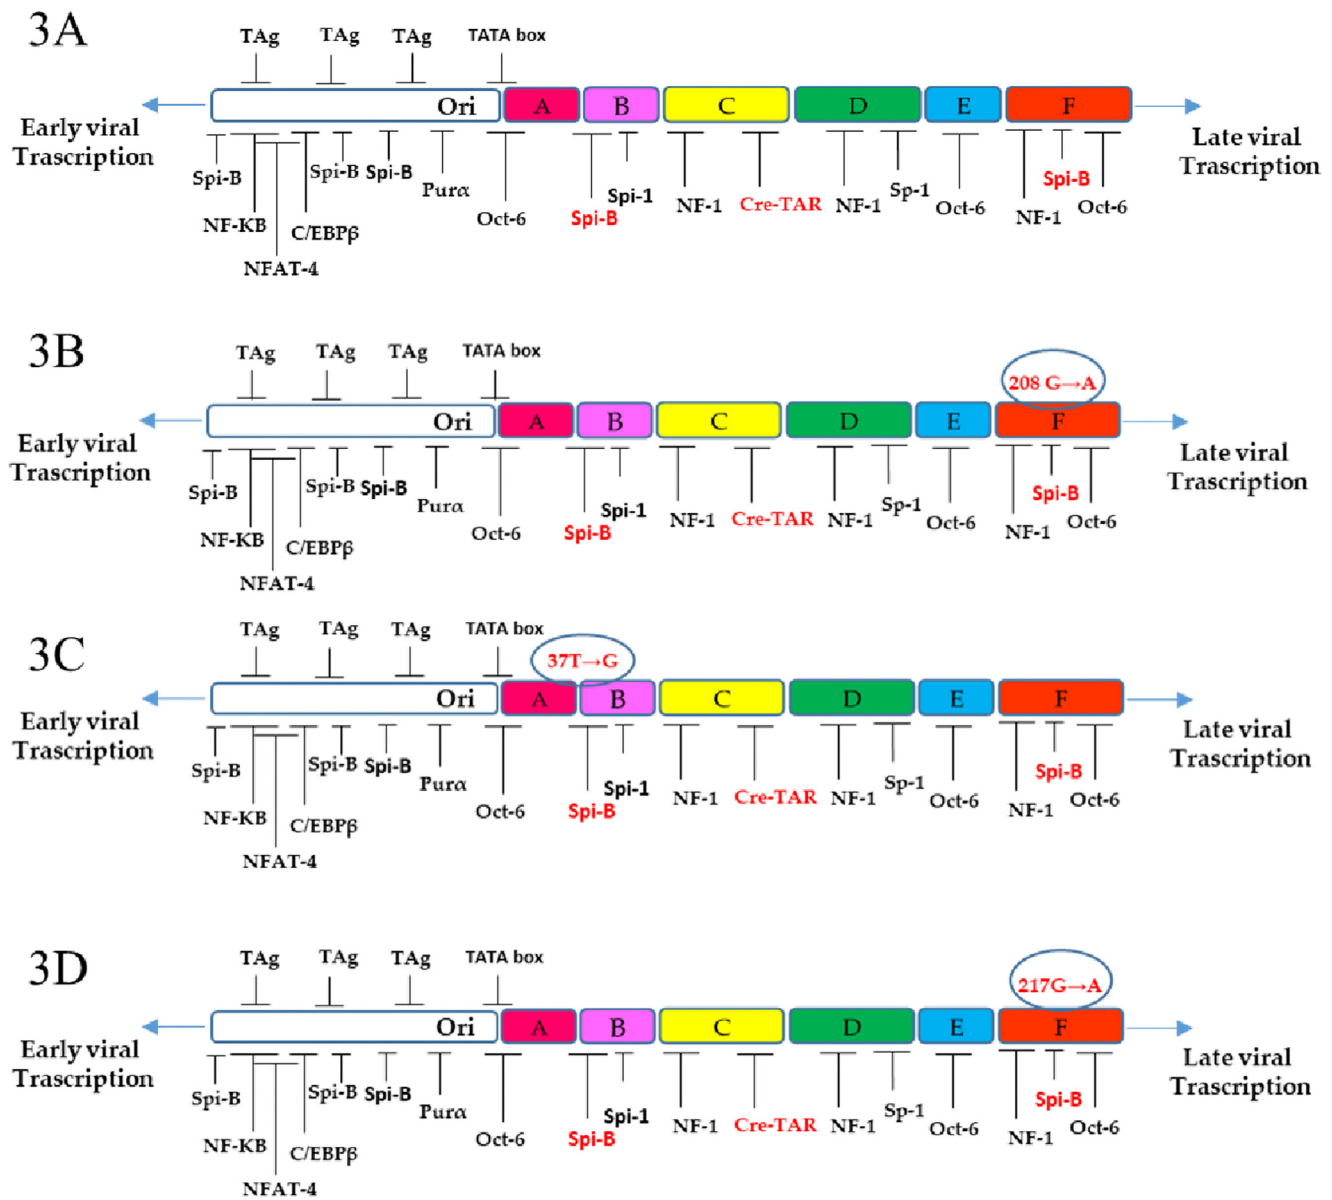 3A
TAg TAg TAg TATA box
Ori A B C D E F
Early viral
Trascription
Late viral
Trascription
Spi-B Spi-B Spi-B Purα Spi-1 Sp-1 Spi-B
NF-KB C/EBPβ Oct-6 Spi-B NF-1 Cre-TAR NF-1 Oct-6 NF-1 Oct-6
NFAT-4
3B
TAg TAg TAg TATA box
208 G→A
Ori A B C D E F
Early viral
Trascription
Late viral
Trascription
Spi-B Spi-B Spi-B Purα Spi-1 Sp-1 Spi-B
NF-KB C/EBPβ Oct-6 Spi-B NF-1 Cre-TAR NF-1 Oct-6 NF-1 Oct-6
NFAT-4
3C
TAg TAg TAg TATA box
37T→G
Ori A B C D E F
Early viral
Trascription
Late viral
Trascription
Spi-B Spi-B Spi-B Purα Spi-1 Sp-1 Spi-B
NF-KB C/EBPβ Oct-6 Spi-B NF-1 Cre-TAR NF-1 Oct-6 NF-1 Oct-6
NFAT-4
3D
TAg TAg TAg TATA box
217G→A
Ori A B C D E F
Early viral
Trascription
Late viral
Trascription
Spi-B Spi-B Spi-B Purα Spi-1 Sp-1 Spi-B
NF-KB C/EBPβ Oct-6 Spi-B NF-1 Cre-TAR NF-1 Oct-6 NF-1 Oct-6
NFAT-4